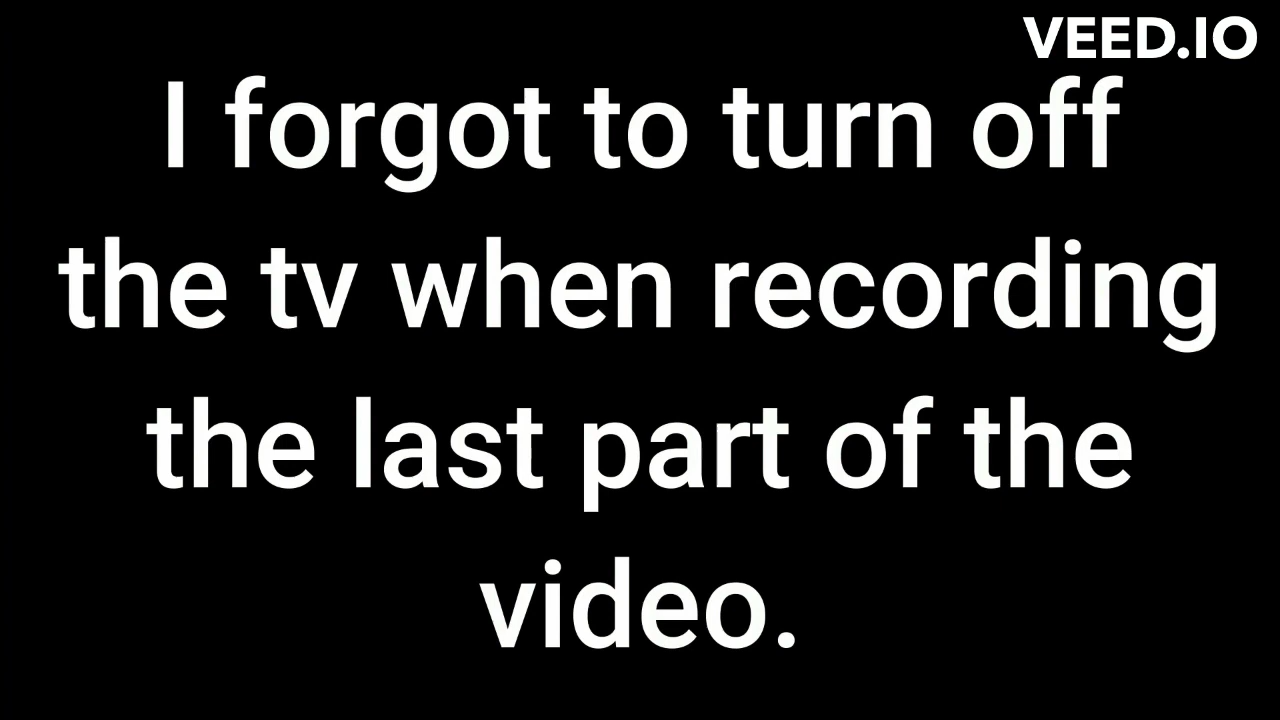 VEED.IO
I forgot to turn off
the tv when recording
the last part of the
video.